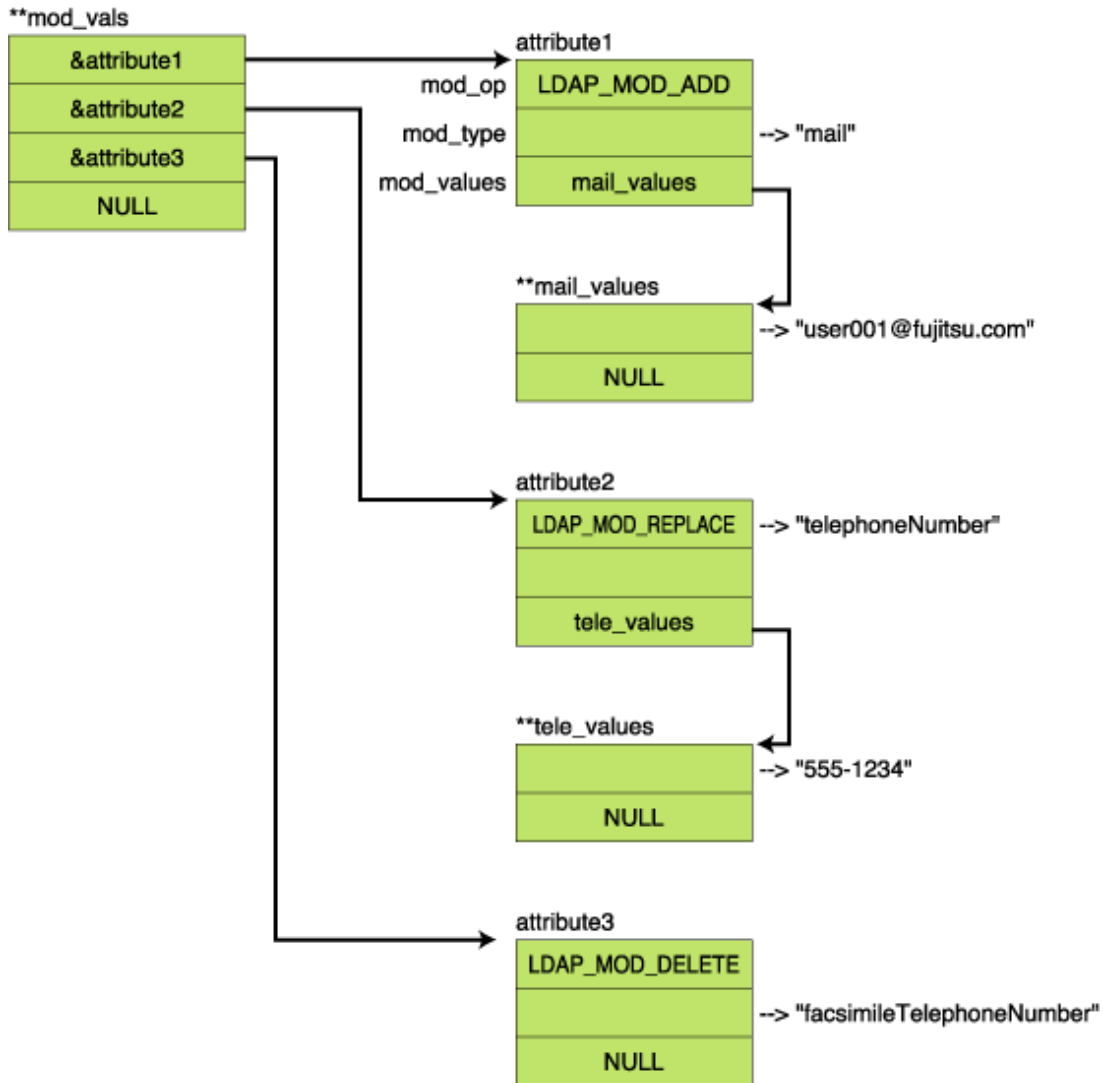 **mod_vals
&attribute1
&attribute2
&attribute3
NULL
attribute1
mod_op LDAP_MOD_ADD
mod_type --> "mail"
mod_values mail_values
**mail_values
--> "user001@fujitsu.com"
NULL
attribute2
LDAP_MOD_REPLACE --> "telephoneNumber"
tele_values
**tele_values
--> "555-1234"
NULL
attribute3
LDAP_MOD_DELETE
--> "facsimileTelephoneNumber"
NULL